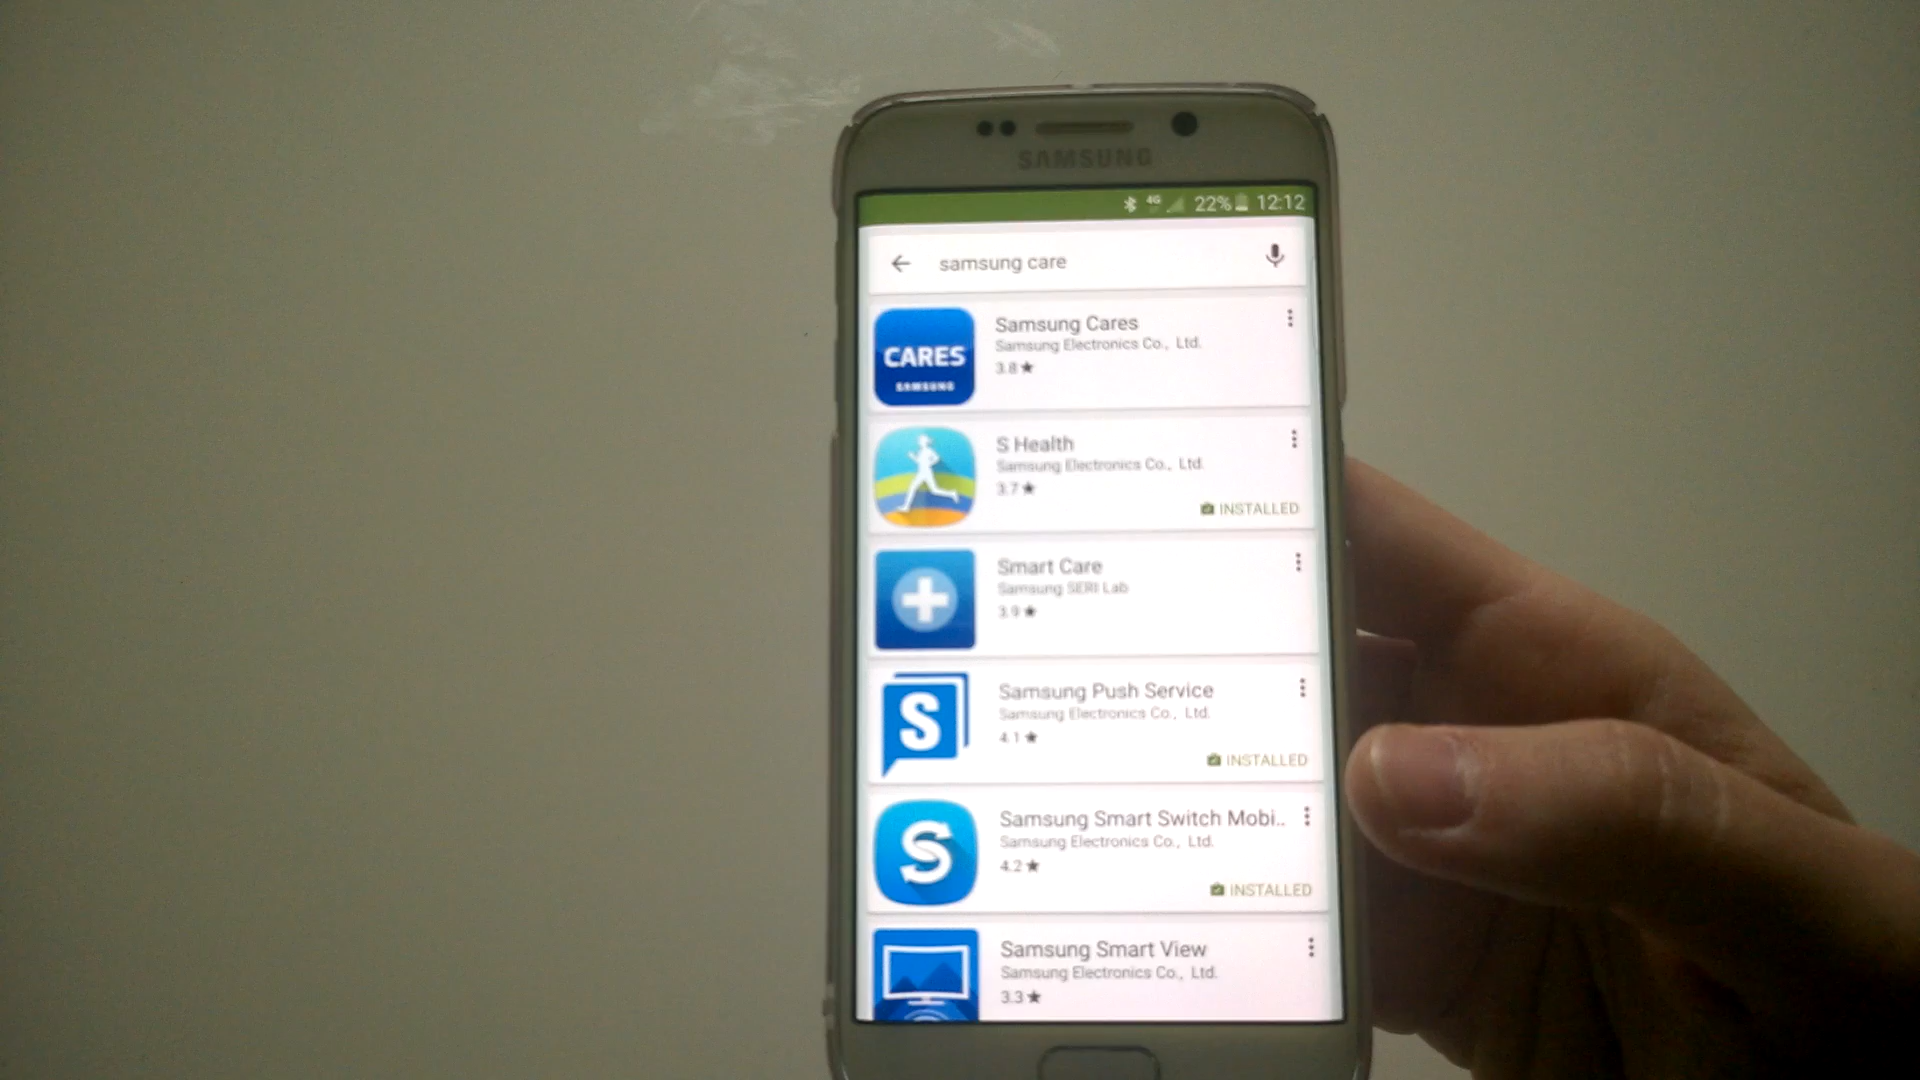 SAMSUNG
4G 22% 12:12
samsung care
CARES
SAMSUNG
Samsung Cares
Samsung Electronics Co., Ltd.
3.8★
S Health
Samsung Electronics Co., Ltd.
3.7★
INSTALLED
Smart Care
Samsung SERI Lab
3.9★
S
Samsung Push Service
Samsung Electronics Co., Ltd.
4.1★
INSTALLED
S
Samsung Smart Switch Mobi..
Samsung Electronics Co., Ltd.
4.2★
INSTALLED
Samsung Smart View
Samsung Electronics Co., Ltd.
3.3★